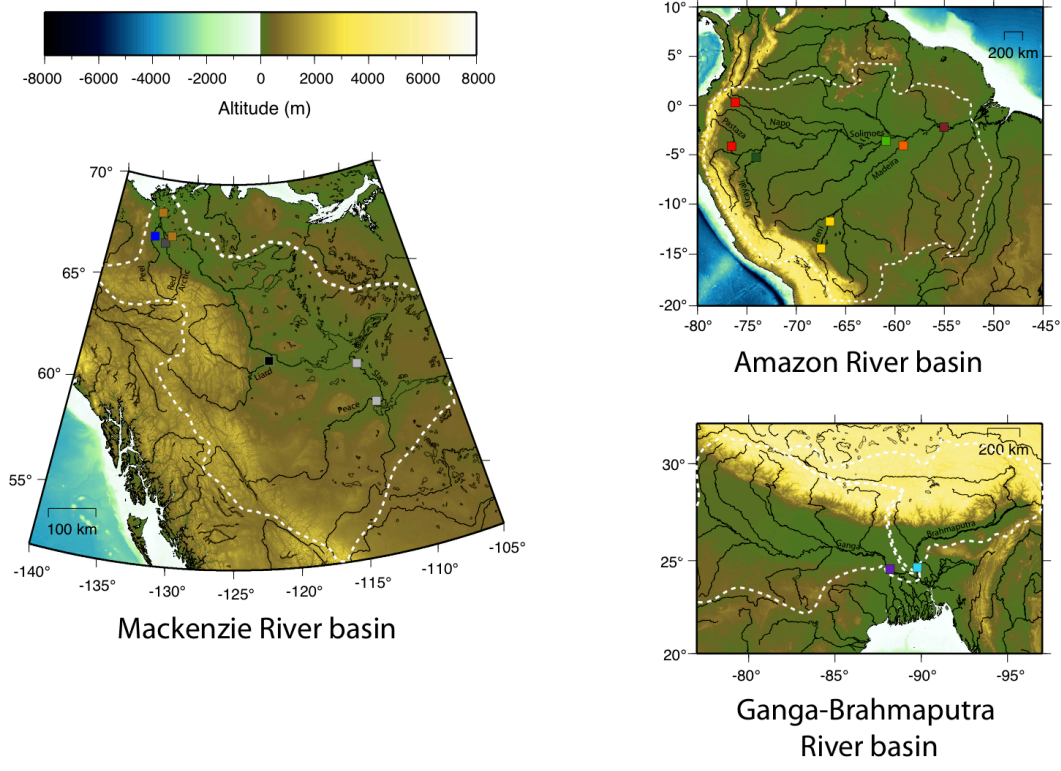 -8000 -6000 -4000 -2000 0 2000 4000 6000 8000
Altitude (m)
70°
65°
60°
55°
Peel
Red
Arctic
Liard
Slave
Peace
100 km
-140°
-135°
-130°
-125°
-120°
-115°
-110°
-105°
Mackenzie River basin
10°
5°
0°
-5°
-10°
-15°
-20°
200 km
Napo
Pastaza
Solimoes
Madeira
Ucayali
Beni
-80° -75° -70° -65° -60° -55° -50° -45°
Amazon River basin
30°
25°
20°
200 km
Brahmaputra
Ganga
-80° -85° -90° -95°
Ganga-Brahmaputra
River basin